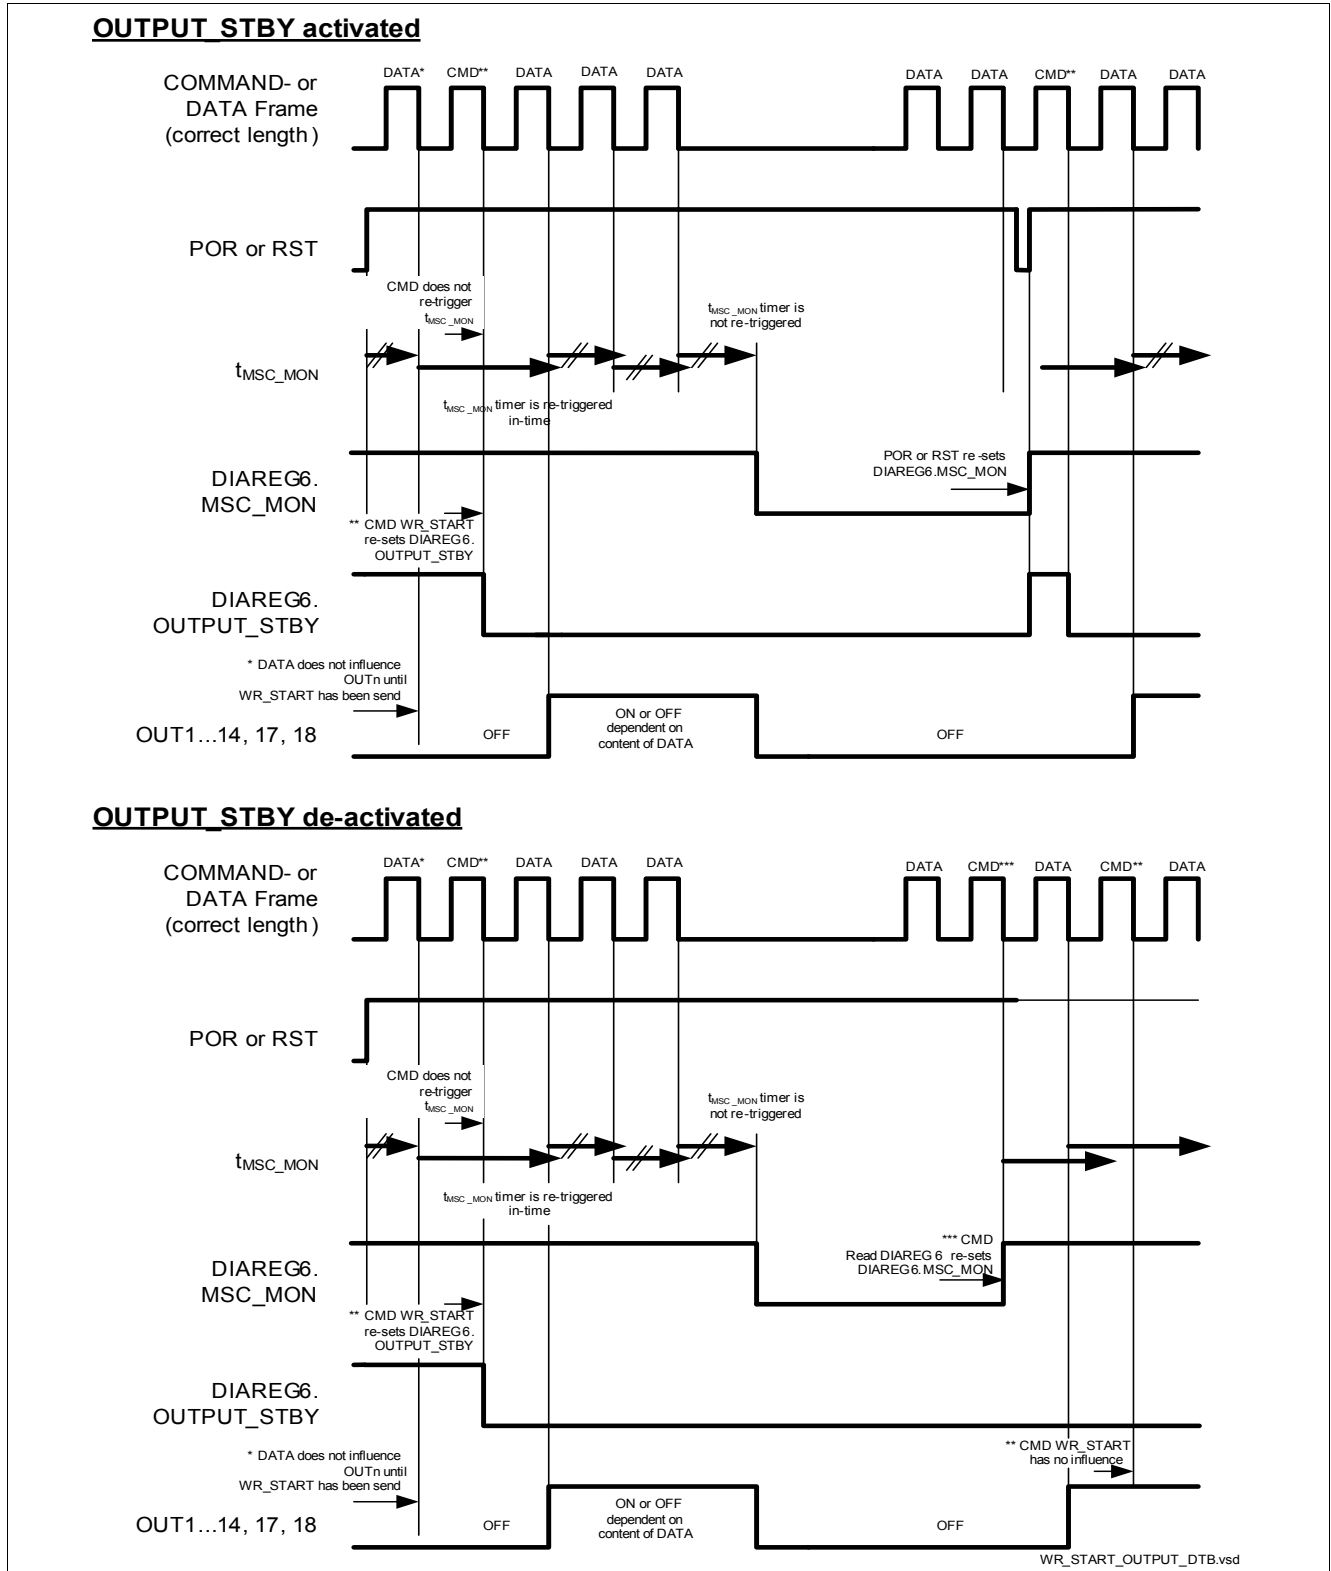 OUTPUT_STBY activated
DATA* CMD** DATA DATA DATA DATA DATA CMD** DATA DATA
COMMAND- or
DATA Frame
(correct length)
POR or RST
CMD does not
re-trigger
tMSC_MON
tMSC_MON timer is
not re-triggered
tMSC_MON
tMSC_MON timer is re-triggered
in-time
POR or RST re-sets
DIAREG6.MSC_MON
DIAREG6.
MSC_MON
** CMD WR_START
re-sets DIAREG6.
OUTPUT_STBY
DIAREG6.
OUTPUT_STBY
* DATA does not influence
OUTn until
WR_START has been send
OUT1...14, 17, 18
OFF
ON or OFF
dependent on
content of DATA
OFF
OUTPUT_STBY de-activated
DATA* CMD** DATA DATA DATA DATA CMD*** DATA CMD** DATA
COMMAND- or
DATA Frame
(correct length)
POR or RST
CMD does not
re-trigger
tMSC_MON
tMSC_MON timer is
not re-triggered
tMSC_MON
tMSC_MON timer is re-triggered
in-time
*** CMD
Read DIAREG6 re-sets
DIAREG6.MSC_MON
DIAREG6.
MSC_MON
** CMD WR_START
re-sets DIAREG6.
OUTPUT_STBY
DIAREG6.
OUTPUT_STBY
* DATA does not influence
OUTn until
WR_START has been send
** CMD WR_START
has no influence
OUT1...14, 17, 18
OFF
ON or OFF
dependent on
content of DATA
OFF
WR_START_OUTPUT_DTB.vsd